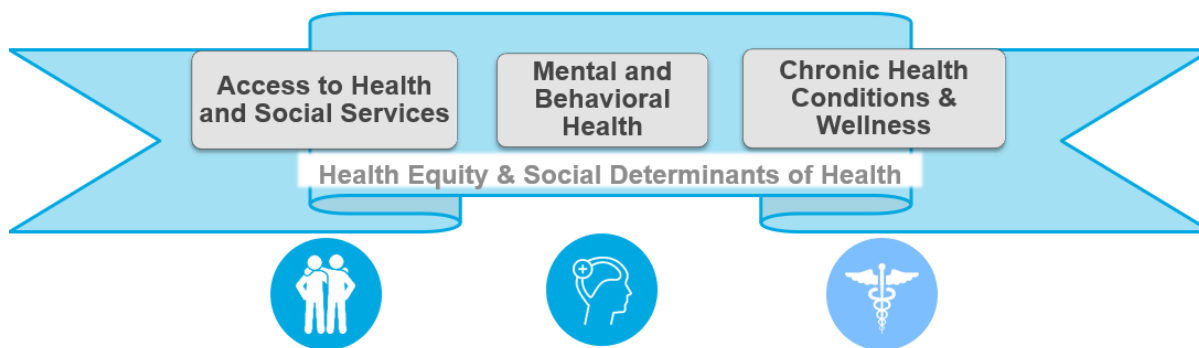 Access to Health
and Social Services
Mental and
Behavioral
Health
Chronic Health
Conditions &
Wellness
Health Equity & Social Determinants of Health